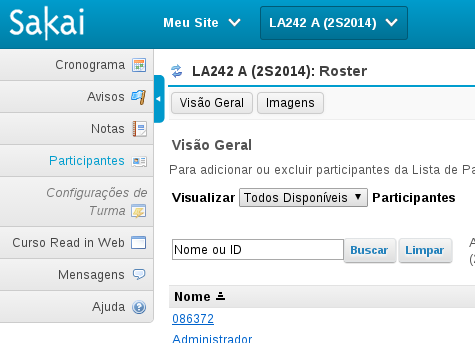 Sakai
Meu Site
LA242 A (2S2014)
Cronograma
Avisos
Notas
Participantes
Configurações de
Turma
Curso Read in Web
Mensagens
Ajuda
LA242 A (2S2014): Roster
Visão Geral
Imagens
Visão Geral
Para adicionar ou excluir participantes da Lista de
Visualizar Todos Disponíveis Participantes
Nome ou ID
Buscar
Limpar
Nome
086372
Administrador